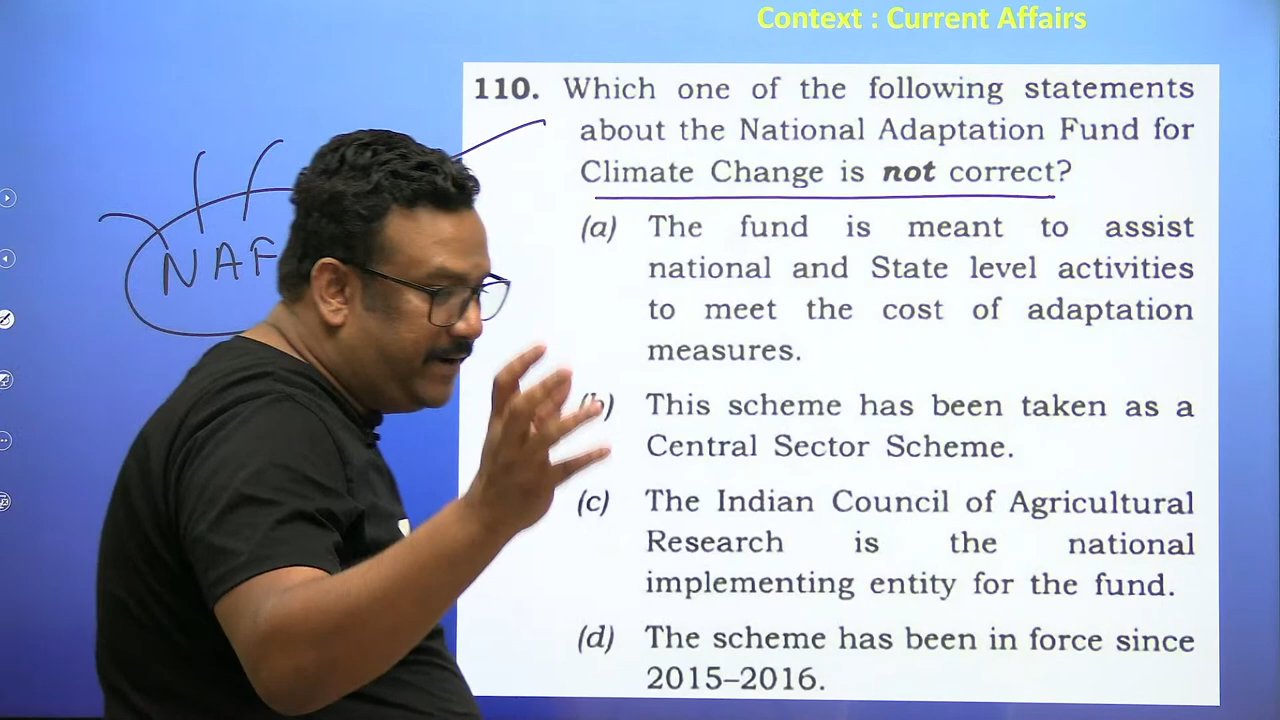 Context : Current Affairs
110. Which one of the following statements
about the National Adaptation Fund for
Climate Change is not correct?
NAF
(a) The fund is meant to assist
national and State level activities
to meet the cost of adaptation
measures.
(b) This scheme has been taken as a
Central Sector Scheme.
(c) The Indian Council of Agricultural
Research is the national
implementing entity for the fund.
(d) The scheme has been in force since
2015–2016.